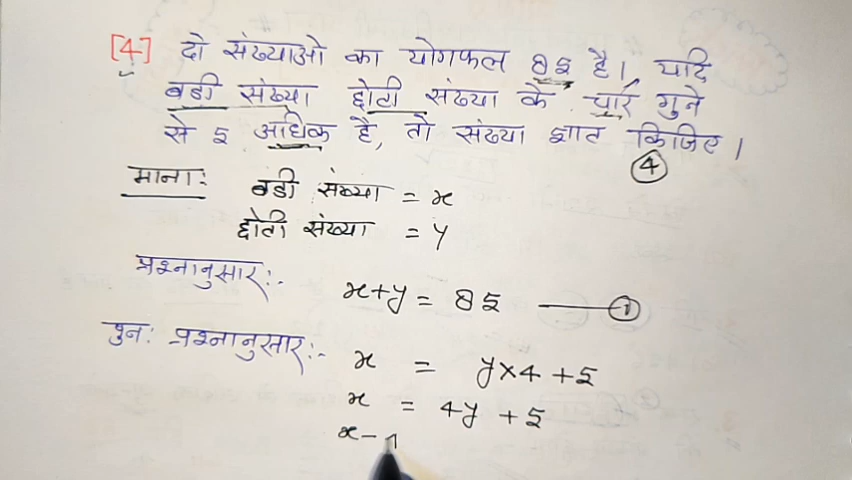 [4] दो संख्याओ का योगफल 85 है। यदि
बडी संख्या छोटी संख्या के चार गुने
से 5 अधिक है, तो संख्या ज्ञात किजिए।
4
माना: बडी संख्या = x
छोटी संख्या = y
प्रश्नानुसार:- x+y = 85 —— 1
पुन: प्रश्नानुसार:- x = y×4 +5
x = 4y +5
x-